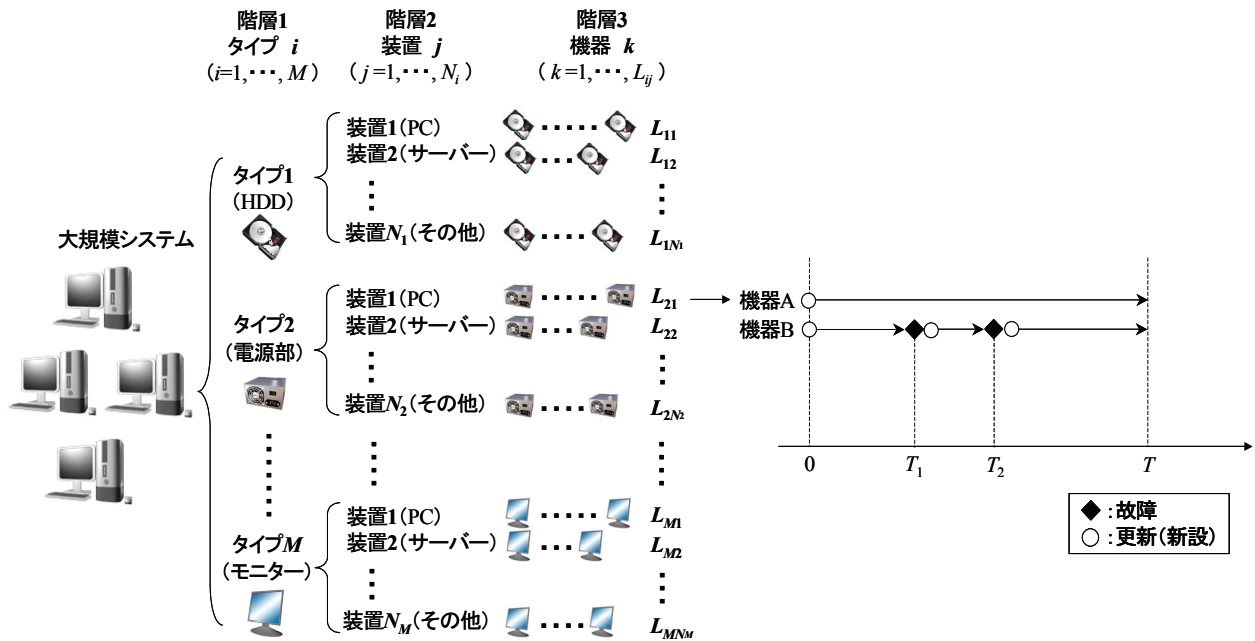 階層1 階層2 階層3
タイプ i 装置 j 機器 k
(i=1,･･･, M) (j=1,･･･, N_i) (k=1,･･･, L_ij)
大規模システム
タイプ1
(HDD)
装置1(PC) L_11
装置2(サーバー) L_12
装置N_1(その他) L_1N_1
タイプ2
(電源部)
装置1(PC) L_21
装置2(サーバー) L_22
装置N_2(その他) L_2N_2
タイプM
(モニター)
装置1(PC) L_M1
装置2(サーバー) L_M2
装置N_M(その他) L_MN_M
機器A
機器B
0 T_1 T_2 T
◆:故障
○:更新(新設)